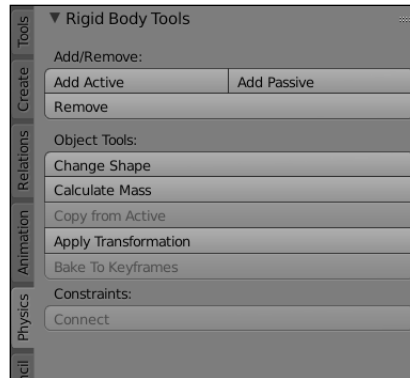 Rigid Body Tools
Add/Remove:
Add Active Add Passive
Remove
Object Tools:
Change Shape
Calculate Mass
Copy from Active
Apply Transformation
Bake To Keyframes
Constraints:
Connect
Tools
Create
Relations
Animation
Physics